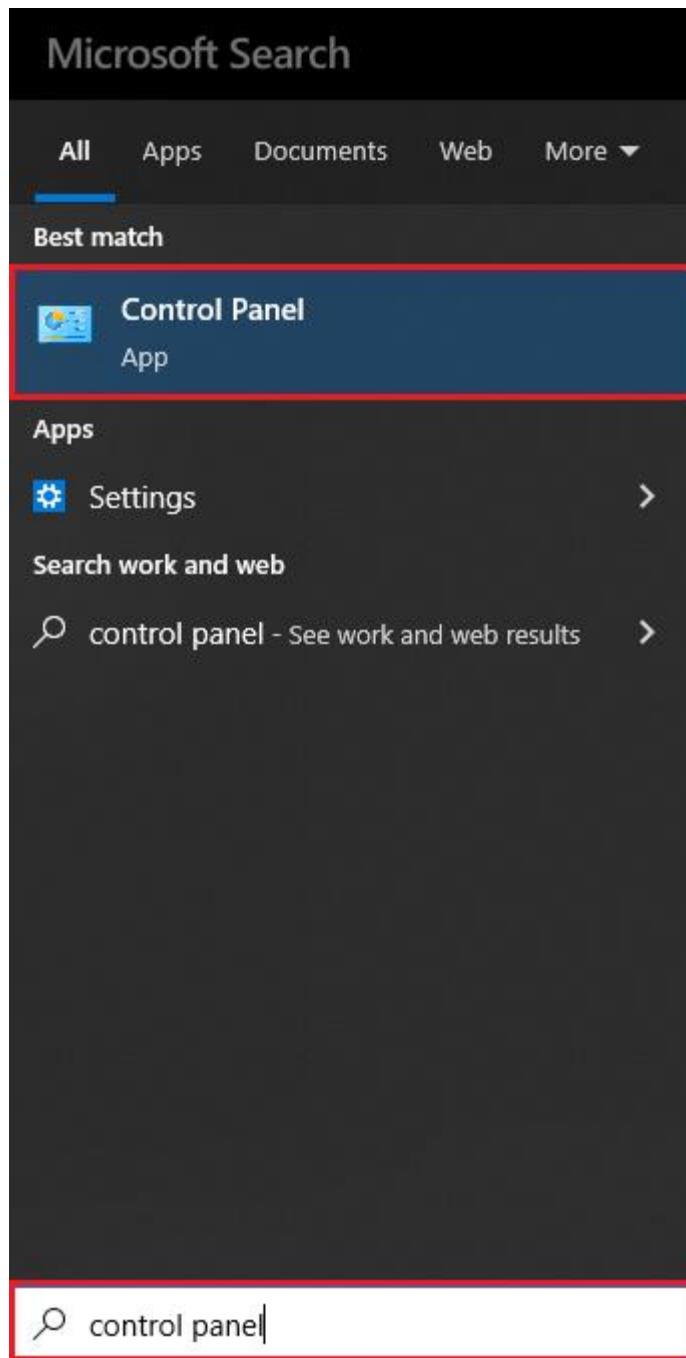 Microsoft Search
All Apps Documents Web More
Best match
Control Panel
App
Apps
Settings
Search work and web
control panel - See work and web results
control panel